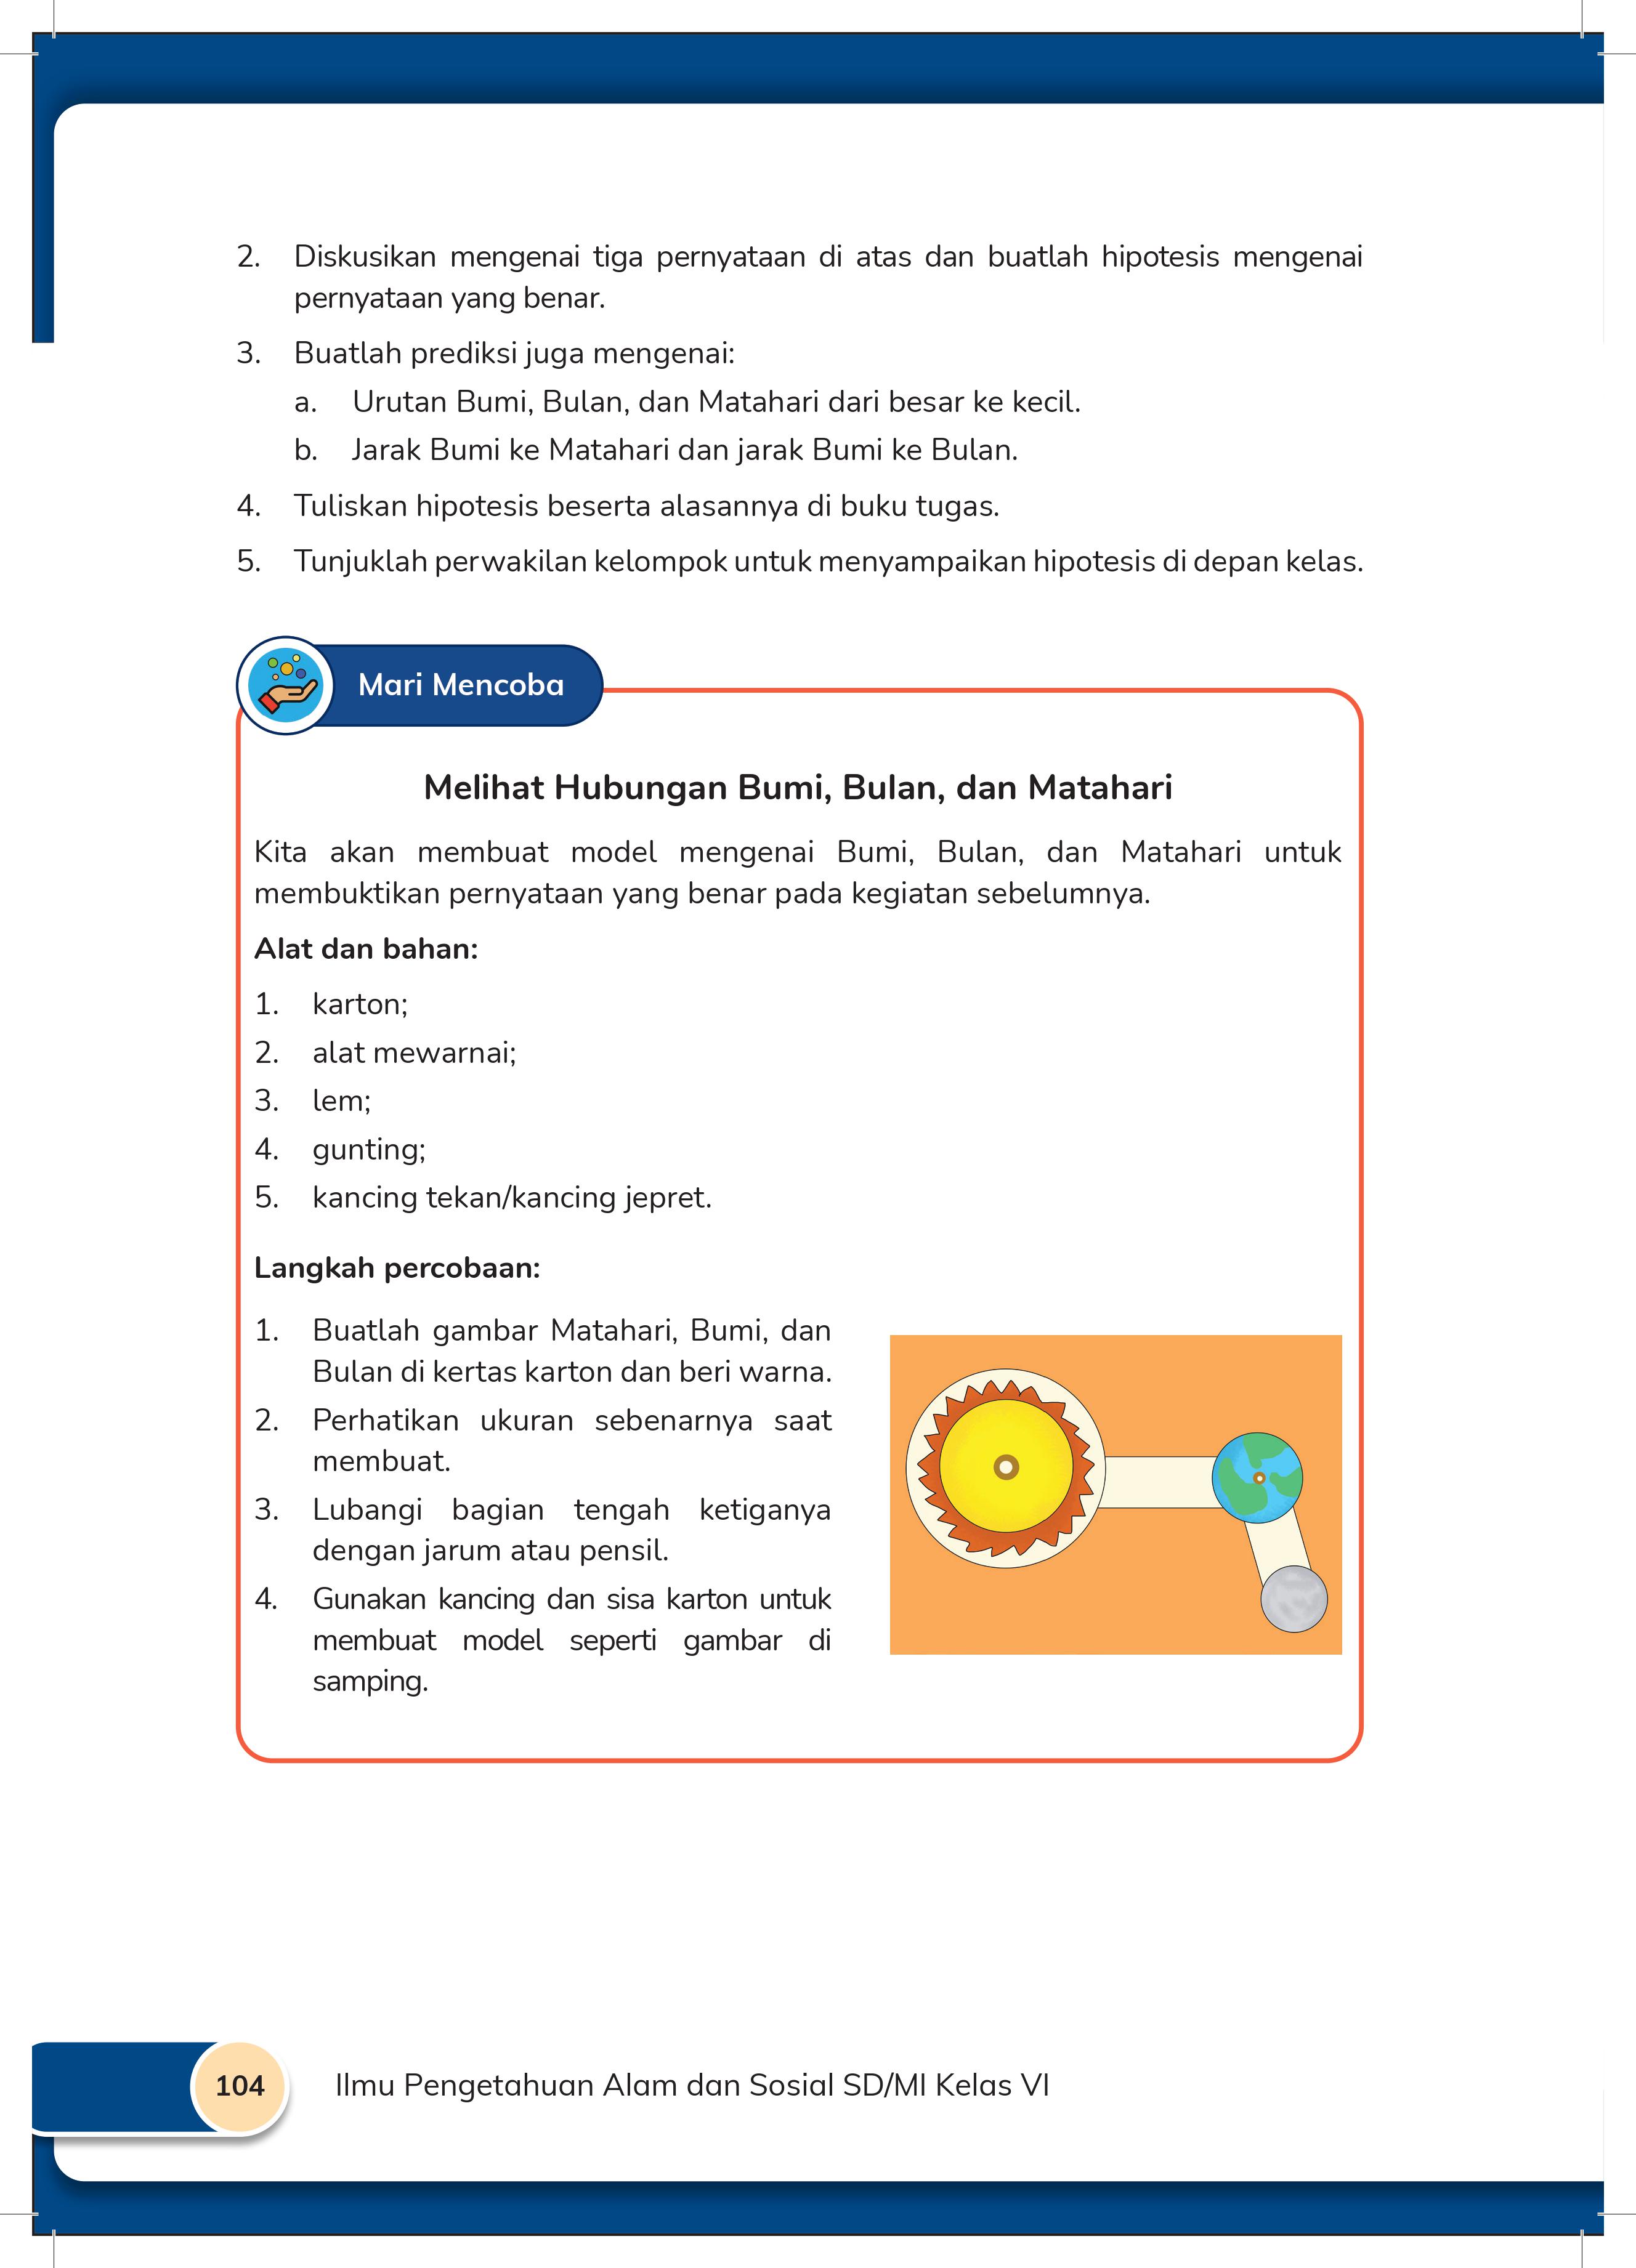 2. Diskusikan mengenai tiga pernyataan di atas dan buatlah hipotesis mengenai
pernyataan yang benar.
3. Buatlah prediksi juga mengenai:
a. Urutan Bumi, Bulan, dan Matahari dari besar ke kecil.
b. Jarak Bumi ke Matahari dan jarak Bumi ke Bulan.
4. Tuliskan hipotesis beserta alasannya di buku tugas.
5. Tunjuklah perwakilan kelompok untuk menyampaikan hipotesis di depan kelas.
Mari Mencoba
Melihat Hubungan Bumi, Bulan, dan Matahari
Kita akan membuat model mengenai Bumi, Bulan, dan Matahari untuk
membuktikan pernyataan yang benar pada kegiatan sebelumnya.
Alat dan bahan:
1. karton;
2. alat mewarnai;
3. lem;
4. gunting;
5. kancing tekan/kancing jepret.
Langkah percobaan:
1. Buatlah gambar Matahari, Bumi, dan
Bulan di kertas karton dan beri warna.
2. Perhatikan ukuran sebenarnya saat
membuat.
3. Lubangi bagian tengah ketiganya
dengan jarum atau pensil.
4. Gunakan kancing dan sisa karton untuk
membuat model seperti gambar di
samping.
104 Ilmu Pengetahuan Alam dan Sosial SD/MI Kelas VI